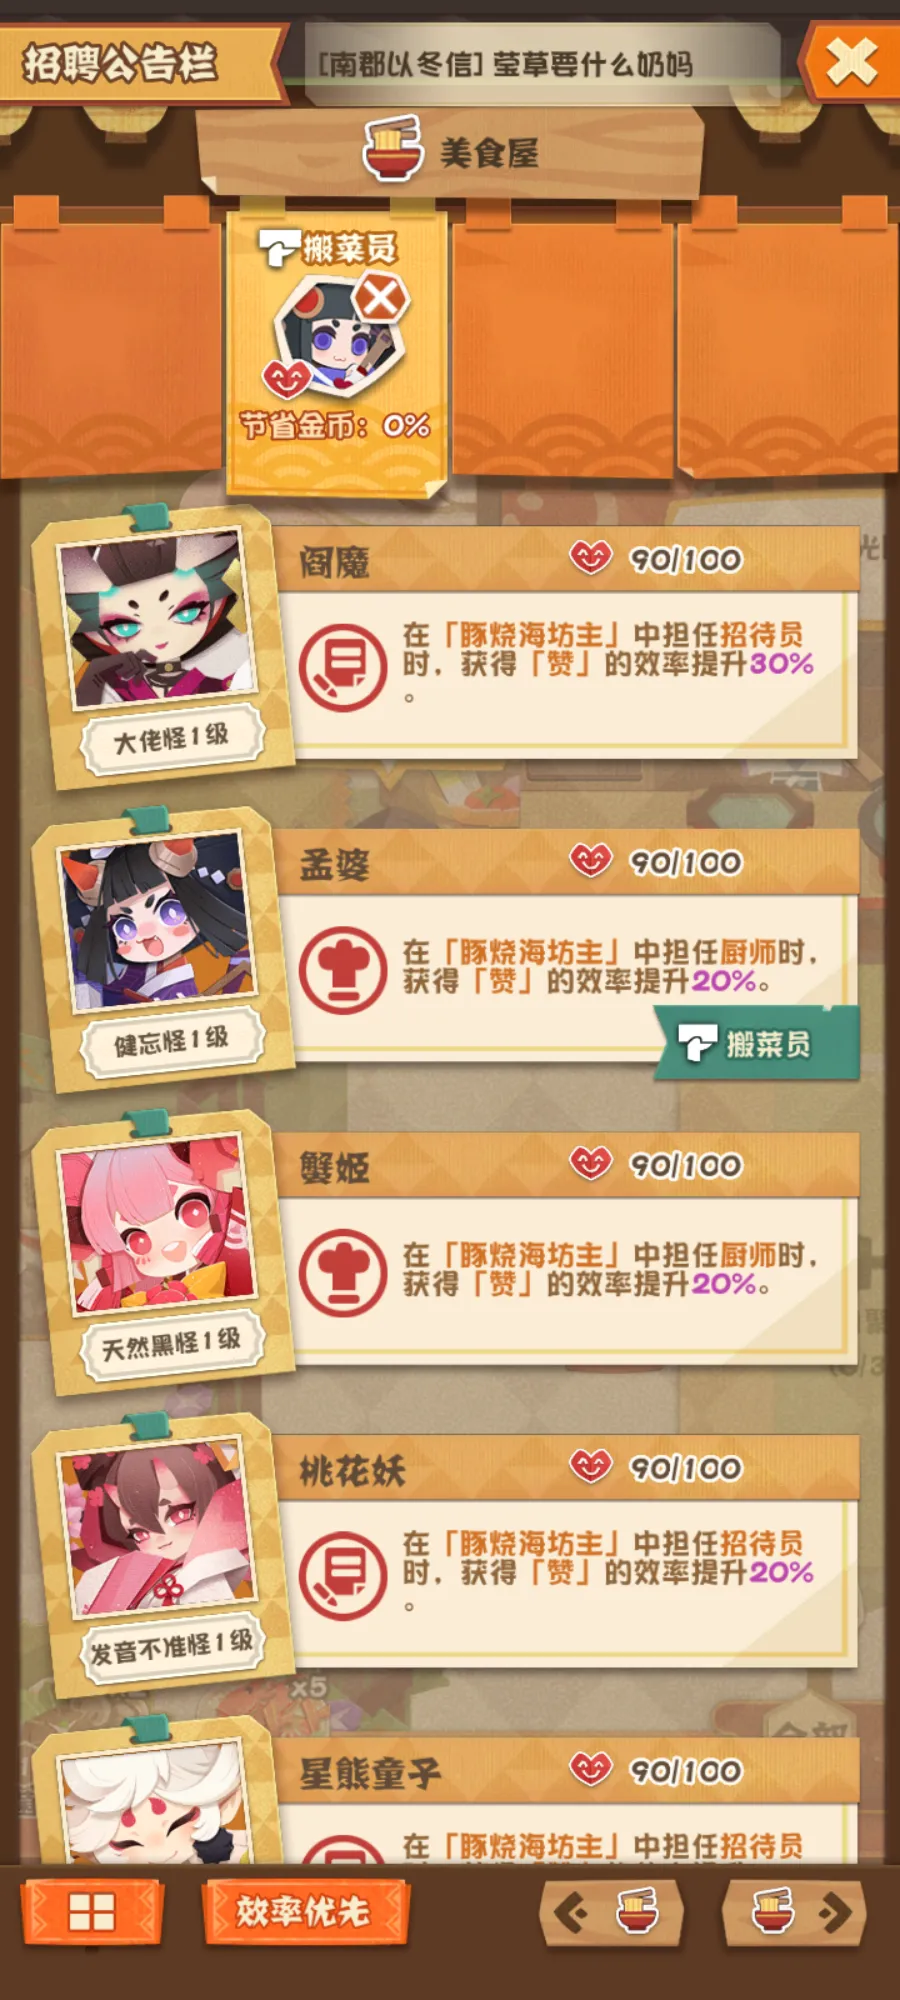 招聘公告栏
[南郡以冬信] 莹草要什么奶妈
美食屋
搬菜员
节省金币：0%
阎魔
90/100
在「豚烧海坊主」中担任招待员
时，获得「赞」的效率提升30%
。
大佬怪1级
孟婆
90/100
在「豚烧海坊主」中担任厨师时，
获得「赞」的效率提升20%。
健忘怪1级
搬菜员
蟹姬
90/100
在「豚烧海坊主」中担任厨师时，
获得「赞」的效率提升20%。
天然黑怪1级
桃花妖
90/100
在「豚烧海坊主」中担任招待员
时，获得「赞」的效率提升20%
。
发音不准怪1级
x5
星熊童子
90/100
在「豚烧海坊主」中担任招待员
效率优先